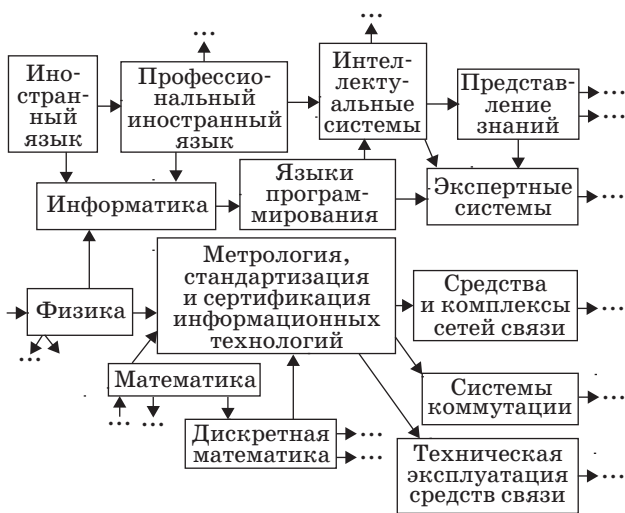 Ино-
стран-
ный
язык
Профессио-
нальный
иностранный
язык
Интел-
лекту-
альные
системы
Представ-
ление
знаний
Языки
програм-
мирования
Информатика
Экспертные
системы
Метрология,
стандартизация
и сертификация
информационных
технологий
Средства
и комплексы
сетей связи
Физика
Математика
Системы
коммутации
Дискретная
математика
Техническая
эксплуатация
средств связи